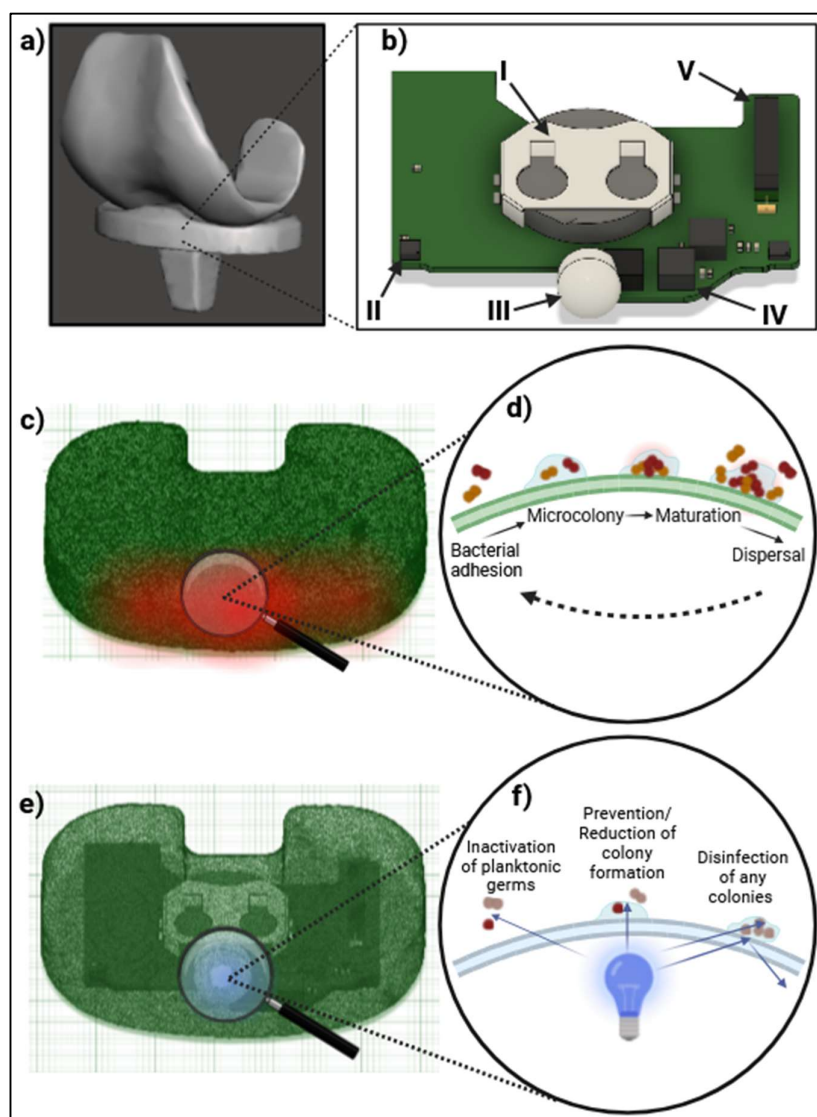 a)
b)
I
V
II
III
IV
c)
d)
Microcolony
Maturation
Bacterial
adhesion
Dispersal
e)
f)
Prevention/
Reduction of
colony
formation
Inactivation
of planktonic
germs
Disinfection
of any
colonies